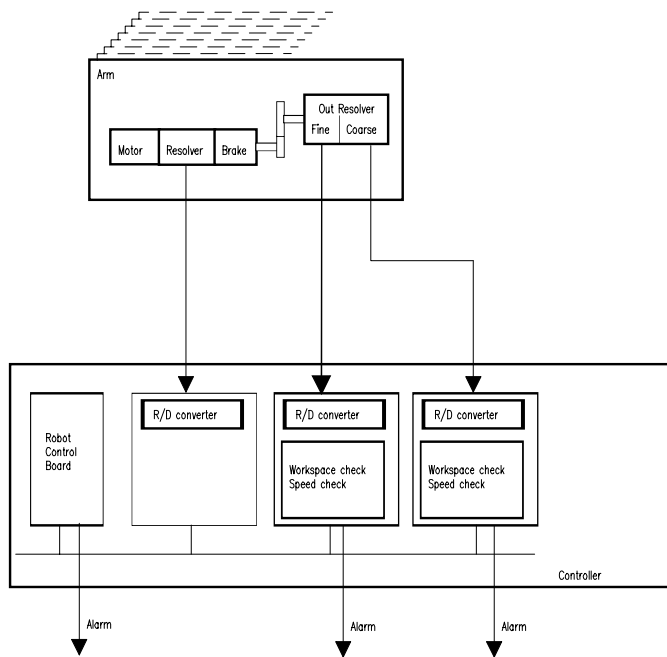 Arm
Out Resolver
Fine Coarse
Motor Resolver Brake
R/D converter R/D converter R/D converter
Robot
Control
Board
Workspace check
Speed check
Workspace check
Speed check
Controller
Alarm Alarm Alarm